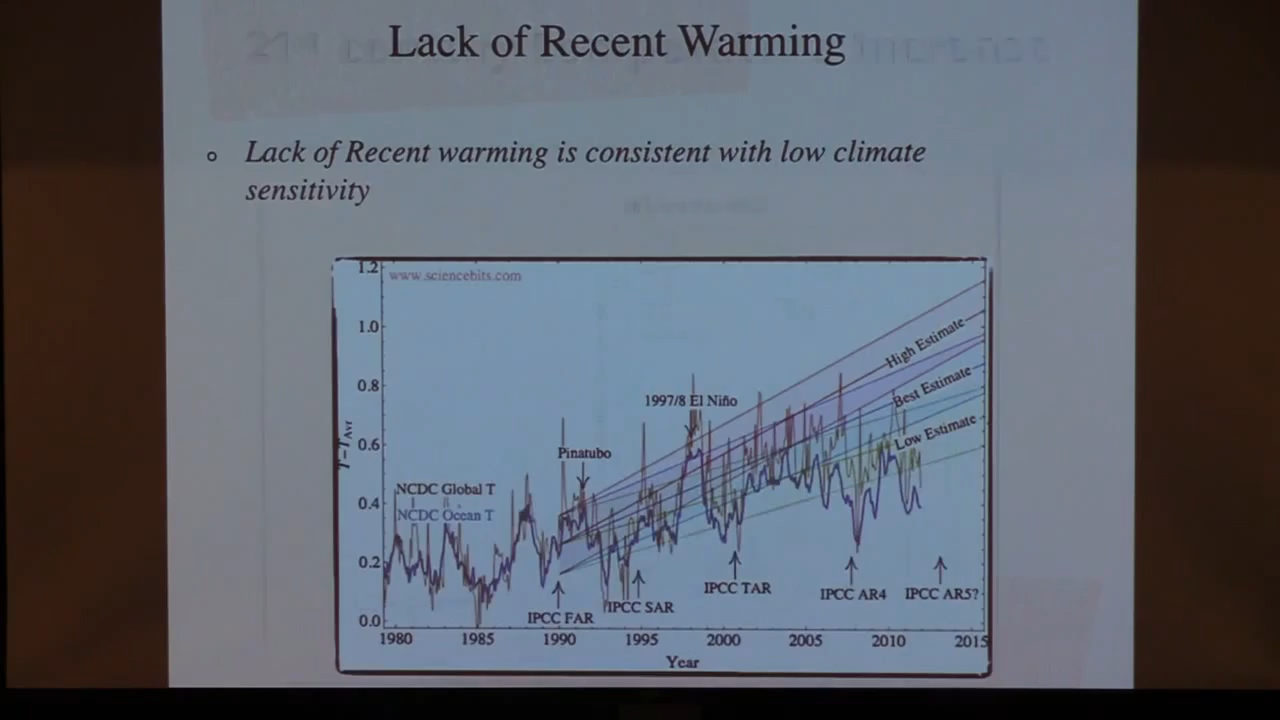 Lack of Recent Warming
Lack of Recent warming is consistent with low climate
sensitivity
www.sciencebits.com
1.2
1.0
0.8
0.6
0.4
0.2
0.0
High Estimate
Best Estimate
Low Estimate
1997/8 El Niño
Pinatubo
NCDC Global T
NCDC Ocean T
IPCC FAR
IPCC SAR
IPCC TAR
IPCC AR4
IPCC AR5?
1980 1985 1990 1995 2000 2005 2010 2015
Year